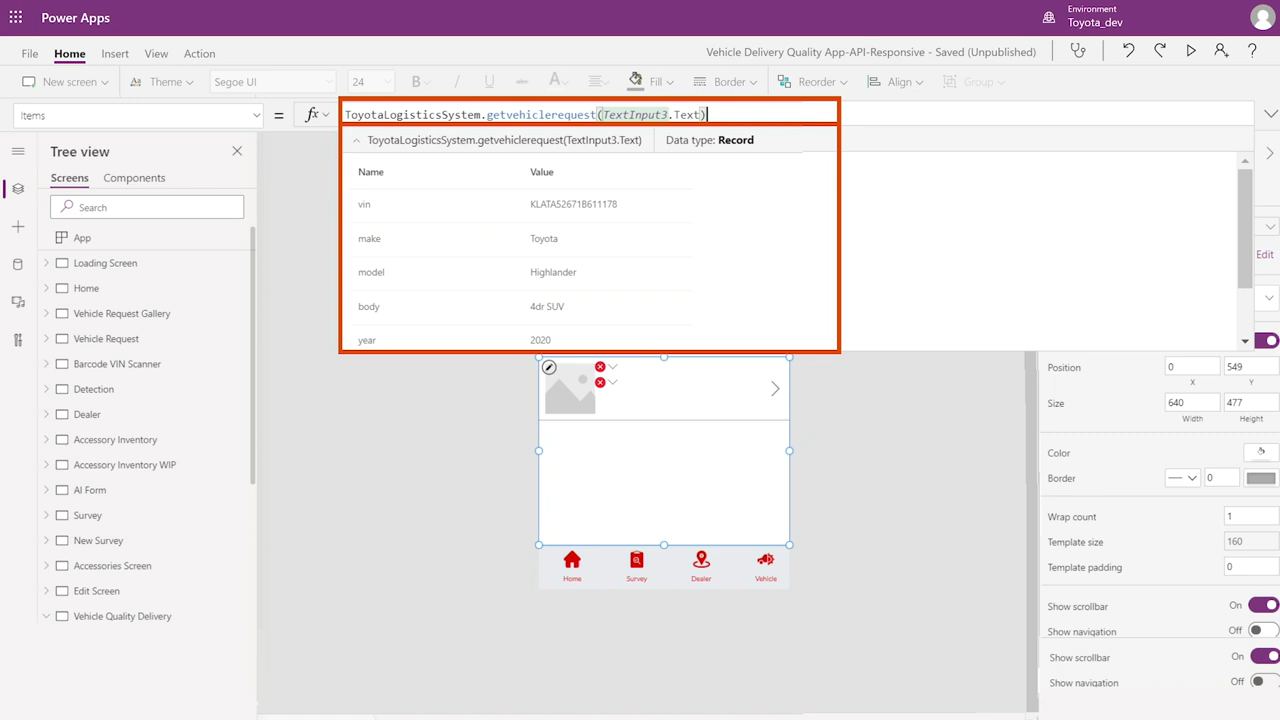 Power Apps
Environment
Toyota_dev
File Home Insert View Action
Vehicle Delivery Quality App-API-Responsive - Saved (Unpublished)
New screen Theme Segoe UI 24 B / U abc A Fill Border Reorder Align Group
Items = fx ToyotaLogisticsSystem.getvehiclerequest(TextInput3.Text)
ToyotaLogisticsSystem.getvehiclerequest(TextInput3.Text) Data type: Record
Name Value
vin KLATA52671B611178
make Toyota
model Highlander
body 4dr SUV
year 2020
Tree view
Screens Components
Search
App
Loading Screen
Home
Vehicle Request Gallery
Vehicle Request
Barcode VIN Scanner
Detection
Dealer
Accessory Inventory
Accessory Inventory WIP
AI Form
Survey
New Survey
Accessories Screen
Edit Screen
Vehicle Quality Delivery
Home Survey Dealer Vehicle
Edit
Position 0 549
X Y
Size 640 477
Width Height
Color
Border 0
Wrap count 1
Template size 160
Template padding 0
Show scrollbar On
Show navigation Off
Show scrollbar On
Show navigation Off